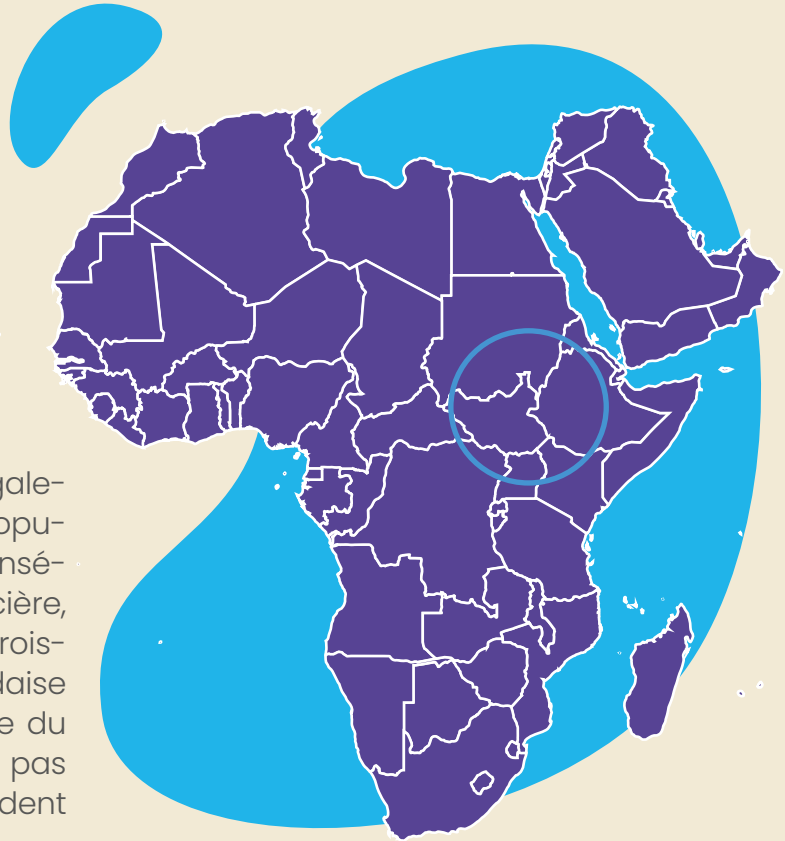 gale-
opu-
nsé-
cière,
rois-
daise
e du
pas
dent